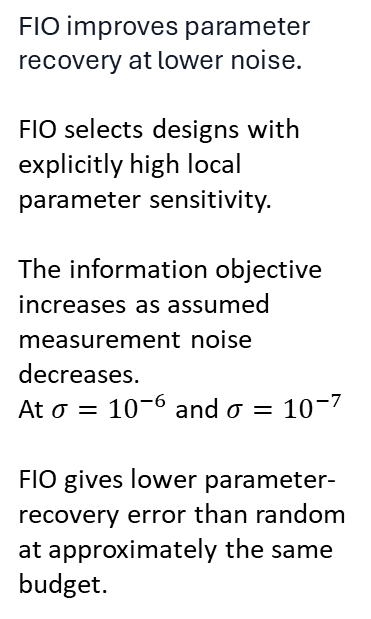 FIO improves parameter
recovery at lower noise.
FIO selects designs with
explicitly high local
parameter sensitivity.
The information objective
increases as assumed
measurement noise
decreases.
At σ = 10⁻⁶ and σ = 10⁻⁷
FIO gives lower parameter-
recovery error than random
at approximately the same
budget.